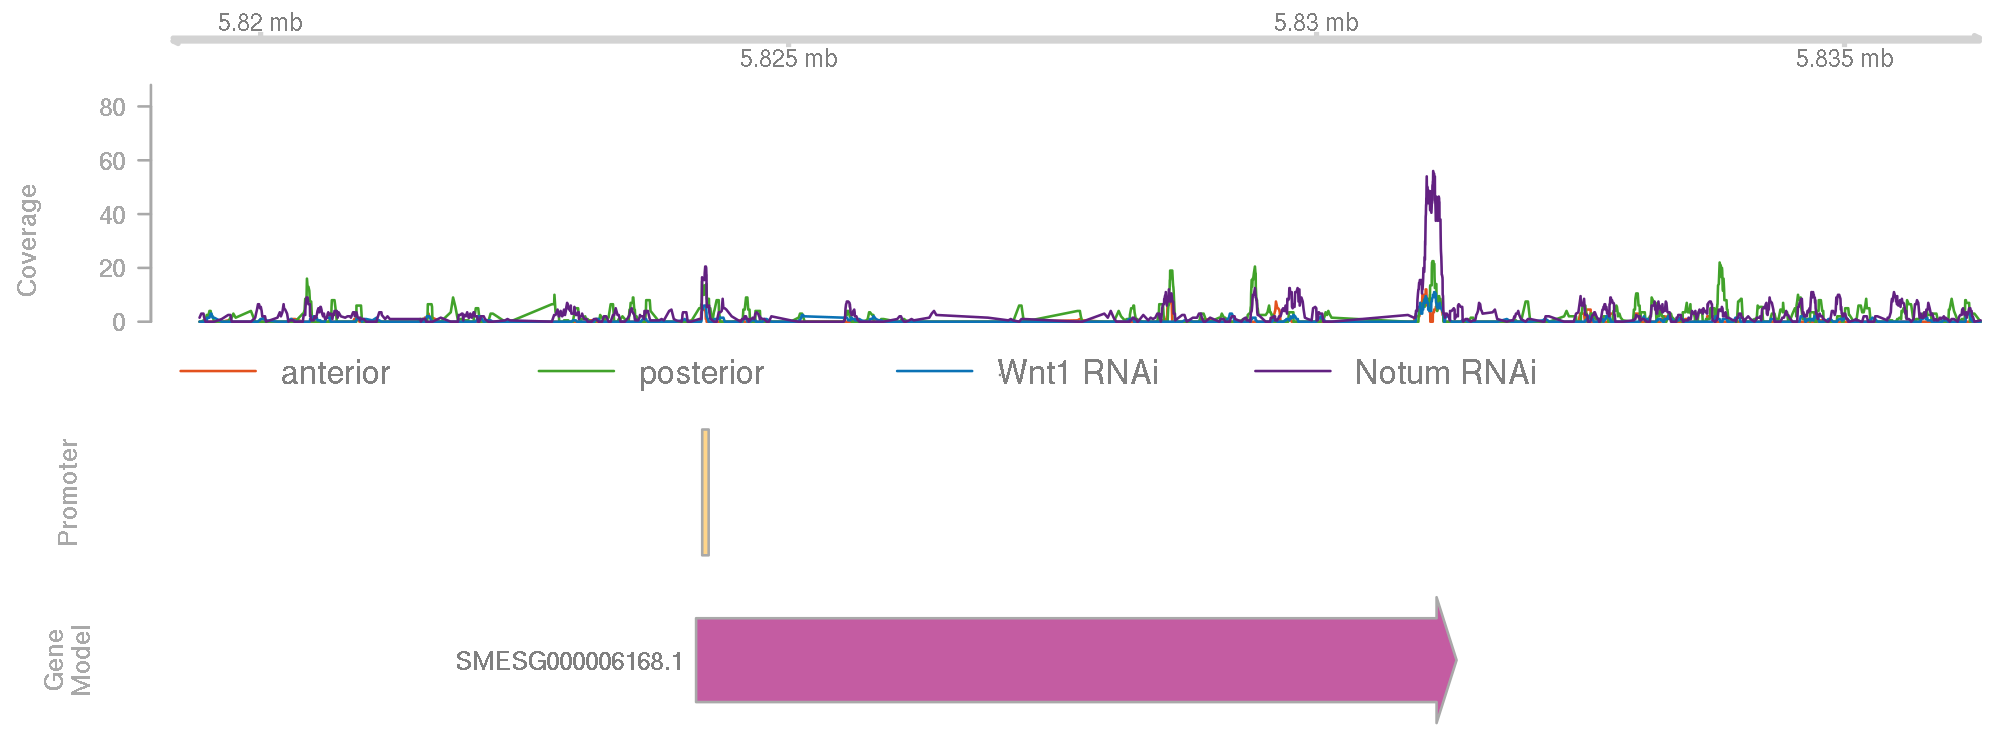 5.82 mb
5.83 mb
5.825 mb
5.835 mb
Coverage
80
60
40
20
0
anterior posterior Wnt1 RNAi Notum RNAi
Promoter
Gene
Model
SMESG000006168.1